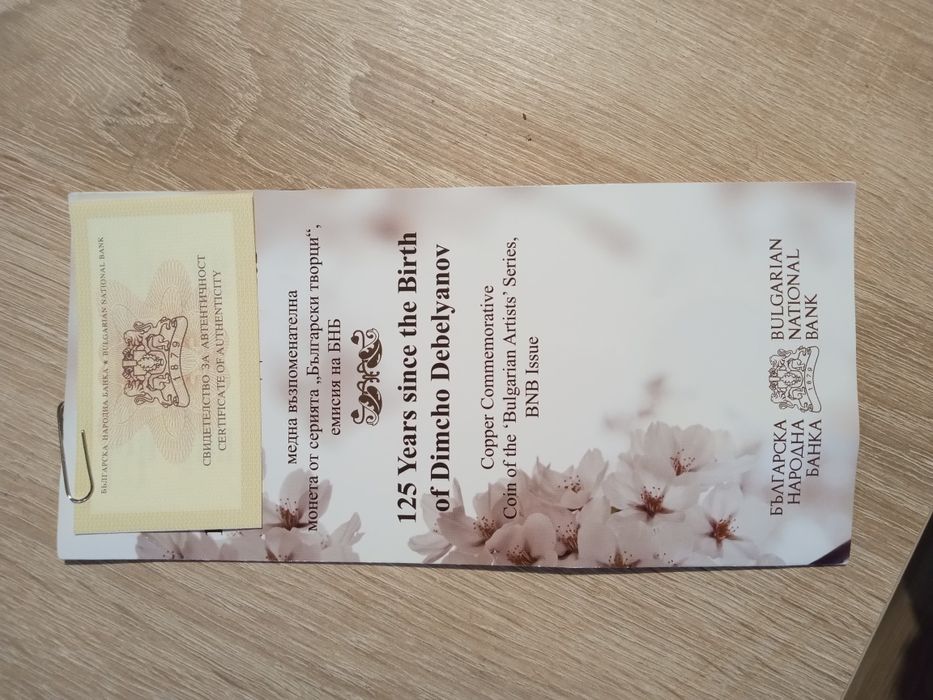 БЪЛГАРСКА НАРОДНА БАНКА ★ BULGARIAN NATIONAL BANK
1879
СВИДЕТЕЛСТВО ЗА АВТЕНТИЧНОСТ
CERTIFICATE OF AUTHENTICITY
медна възпоменателна
монета от серията „Български творци“,
емисия на БНБ
125 Years since the Birth
of Dimcho Debelyanov
Copper Commemorative
Coin of the ‘Bulgarian Artists’ Series,
BNB Issue
БЪЛГАРСКА
НАРОДНА
БАНКА
1879
BULGARIAN
NATIONAL
BANK